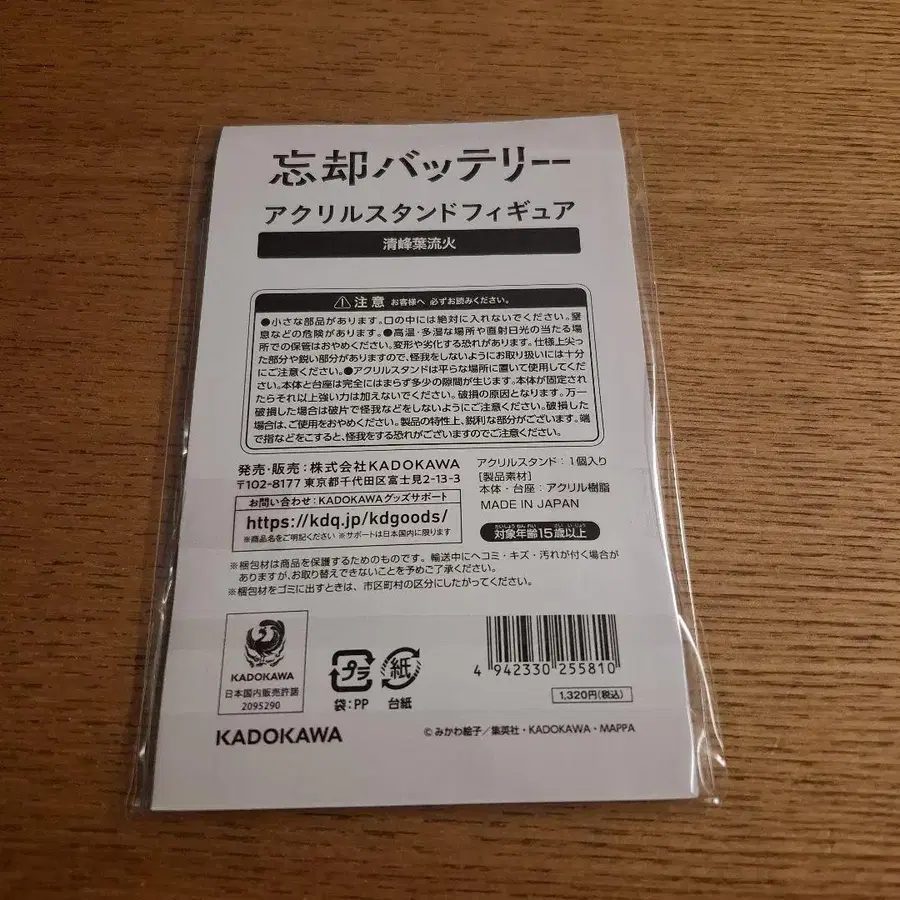 忘却バッテリー
アクリルスタンドフィギュア
清峰葉流火
注意 お客様へ 必ずお読みください。
●小さな部品があります。口の中には絶対に入れないでください。窒
息などの危険があります。●高温・多湿な場所や直射日光の当たる場
所での保管はおやめください。変形や劣化する恐れがあります。仕様上尖っ
た部分や鋭い部分がありますので、怪我をしないようにお取り扱いには十分
にご注意ください。●アクリルスタンドは平らな場所に置いて使用してくだ
さい。本体と台座は完全にはまらず多少の隙間が生じます。本体が固定され
たらそれ以上強い力は加えないでください。破損の原因となります。万一
破損した場合は破片で怪我などをしないようにご注意ください。破損した
場合は、ご使用をおやめください。製品の特性上、鋭利な部分がございます。端
で指などをこすると、怪我をする恐れがございますのでご注意ください。
発売・販売:株式会社KADOKAWA
〒102-8177 東京都千代田区富士見2-13-3
お問い合わせ:KADOKAWAグッズサポート
https://kdq.jp/kdgoods/
※商品名をご明記ください ※サポートは日本国内に限ります
アクリルスタンド:1個入り
[製品素材]
本体・台座:アクリル樹脂
MADE IN JAPAN
対象年齢15歳以上
※梱包材は商品を保護するためのものです。輸送中にヘコミ・キズ・汚れが付く場合が
ありますが、お取り替えできないことを予めご了承ください。
※梱包材をゴミに出すときは、市区町村の区分にしたがってください。
KADOKAWA
日本国内販売許諾
2095290
プラ
袋:PP
紙
台紙
4 942330 255810
1,320円(税込)
KADOKAWA
©みかわ絵子/集英社・KADOKAWA・MAPPA